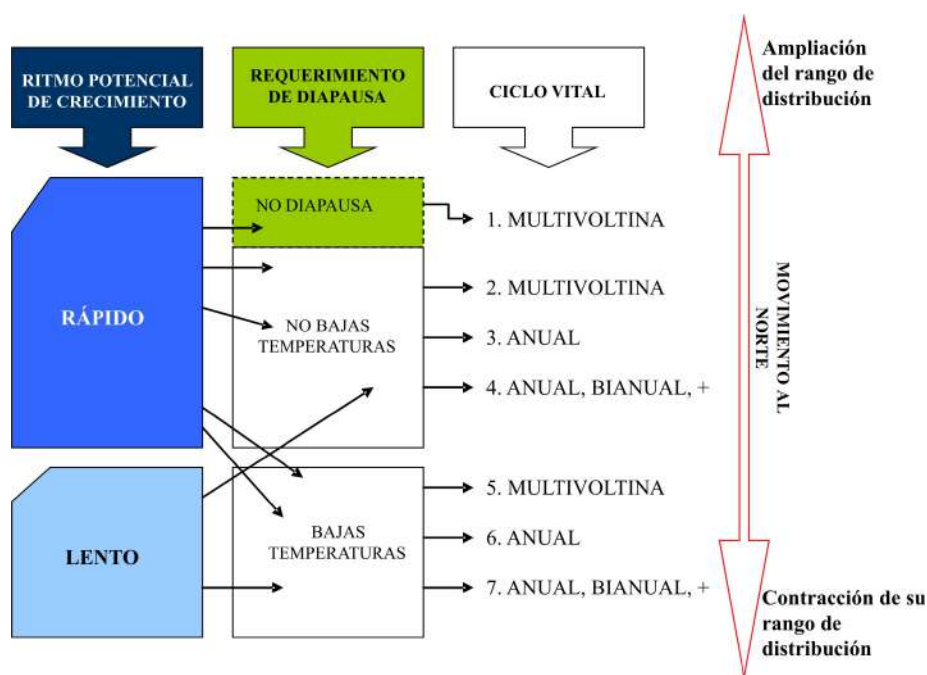 RITMO POTENCIAL
DE CRECIMIENTO
REQUERIMIENTO
DE DIAPAUSA
CICLO VITAL
Ampliación
del rango de
distribución
NO DIAPAUSA
1. MULTIVOLTINA
2. MULTIVOLTINA
RÁPIDO
NO BAJAS
TEMPERATURAS
3. ANUAL
4. ANUAL, BIANUAL, +
MOVIMIENTO AL
NORTE
5. MULTIVOLTINA
LENTO
BAJAS
TEMPERATURAS
6. ANUAL
7. ANUAL, BIANUAL, +
Contracción de su
rango de
distribución